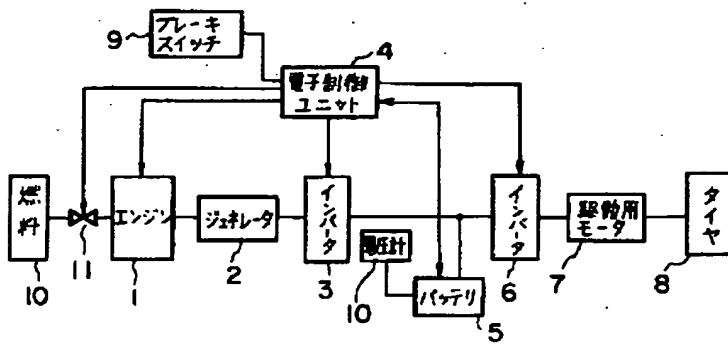 9
ブレーキ
スイッチ
4
電子制御
ユニット
燃料
10
11
エンジン
1
ジェネレータ
2
インバータ
3
電圧計
10
バッテリ
5
インバータ
6
駆動用
モータ
7
タイヤ
8